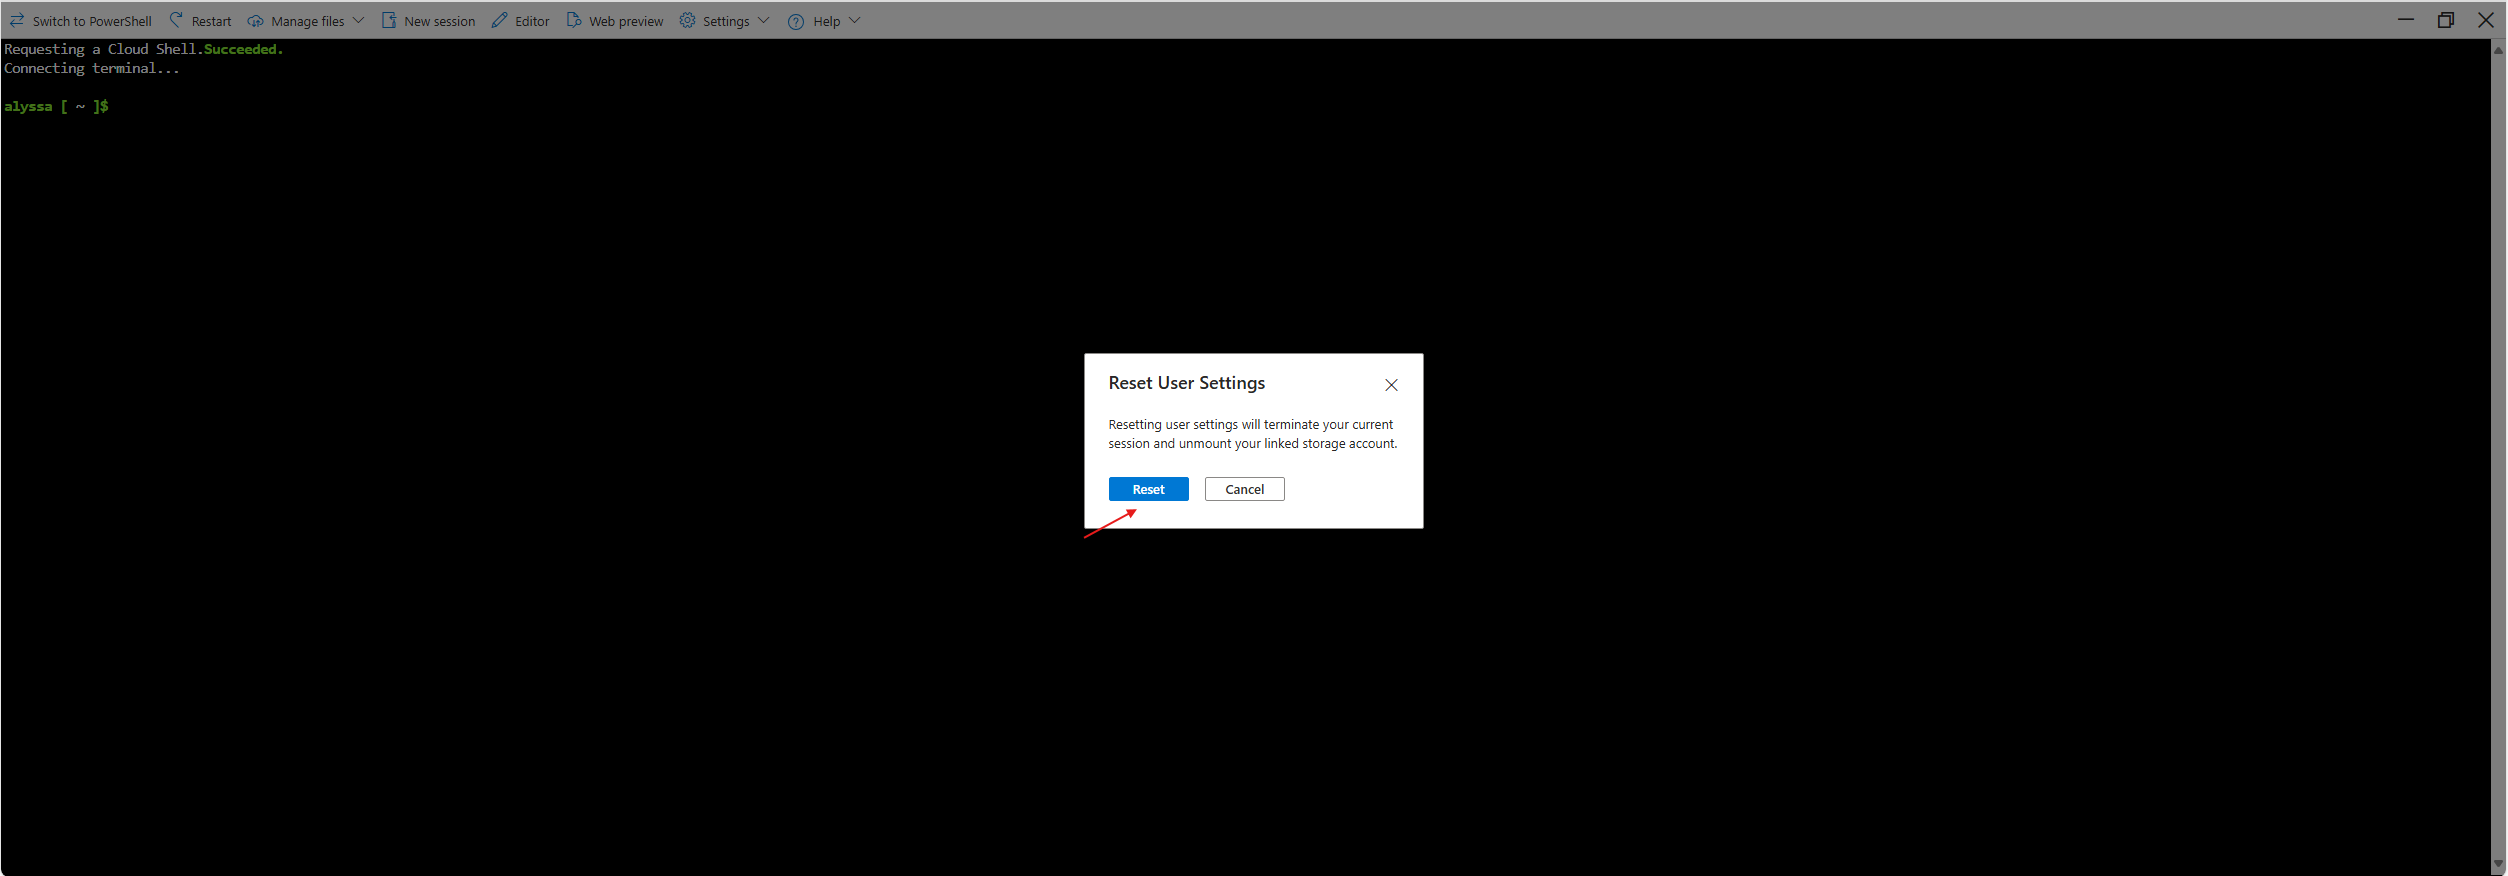 Switch to PowerShell Restart Manage files New session Editor Web preview Settings Help
Requesting a Cloud Shell.Succeeded.
Connecting terminal...
alyssa [ ~ ]$
Reset User Settings
Resetting user settings will terminate your current
session and unmount your linked storage account.
Reset Cancel